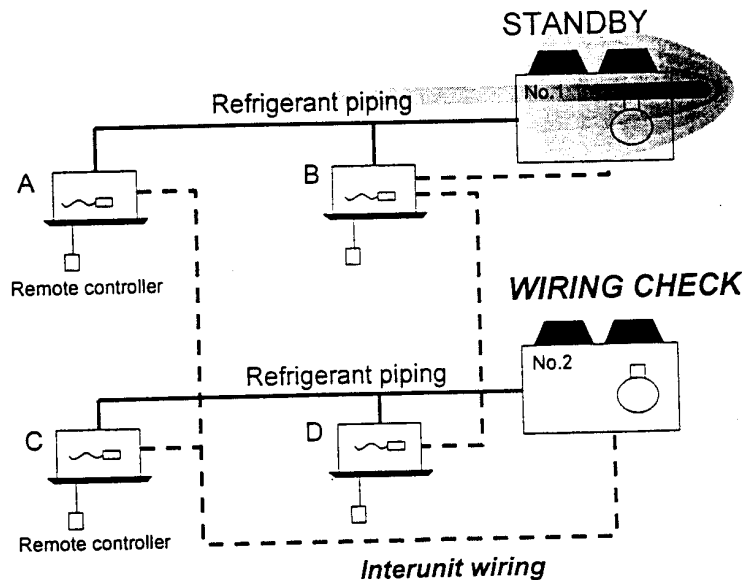 STANDBY
No.1
Refrigerant piping
A
B
Remote controller
WIRING CHECK
No.2
Refrigerant piping
C
D
Remote controller
Interunit wiring